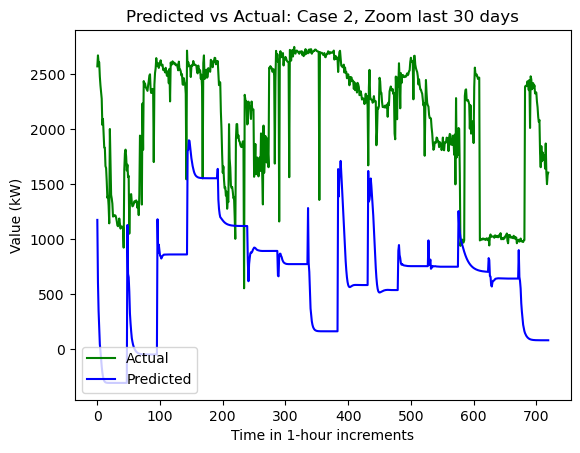 Predicted vs Actual: Case 2, Zoom last 30 days
Value (kW)
2500
2000
1500
1000
500
0
Actual
Predicted
0 100 200 300 400 500 600 700
Time in 1-hour increments